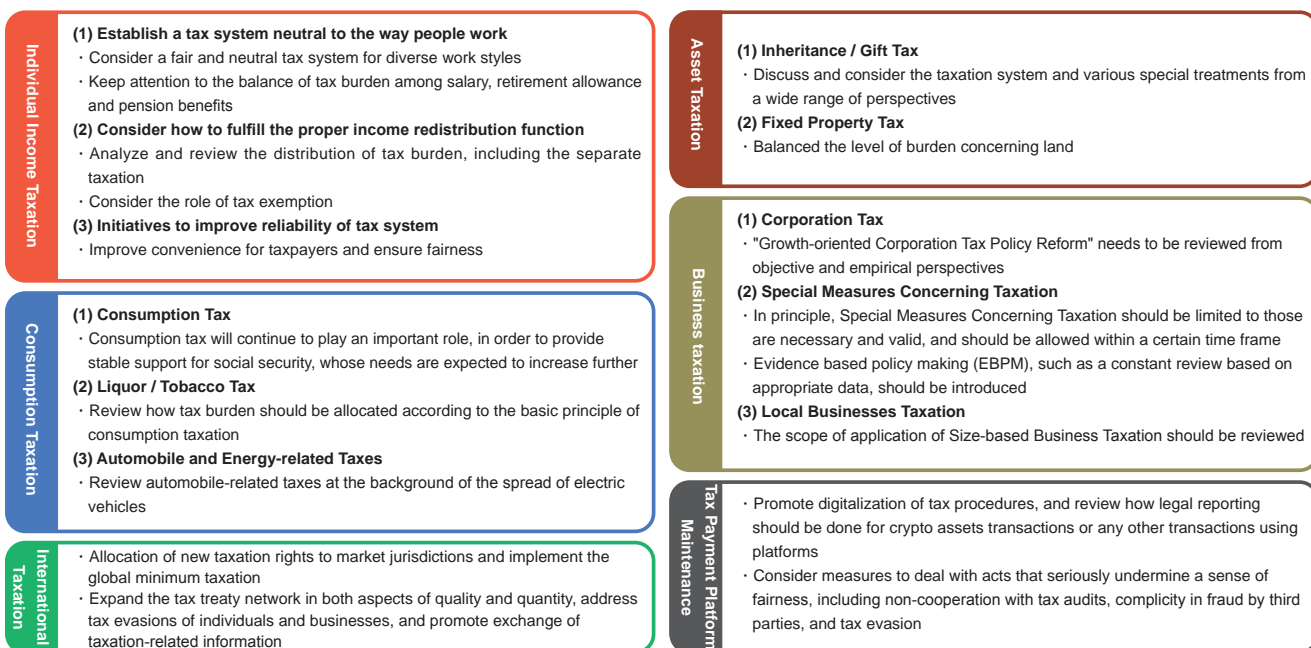 Individual Income Taxation
(1) Establish a tax system neutral to the way people work
・Consider a fair and neutral tax system for diverse work styles
・Keep attention to the balance of tax burden among salary, retirement allowance
and pension benefits
(2) Consider how to fulfill the proper income redistribution function
・Analyze and review the distribution of tax burden, including the separate
taxation
・Consider the role of tax exemption
(3) Initiatives to improve reliability of tax system
・Improve convenience for taxpayers and ensure fairness
Consumption Taxation
(1) Consumption Tax
・Consumption tax will continue to play an important role, in order to provide
stable support for social security, whose needs are expected to increase further
(2) Liquor / Tobacco Tax
・Review how tax burden should be allocated according to the basic principle of
consumption taxation
(3) Automobile and Energy-related Taxes
・Review automobile-related taxes at the background of the spread of electric
vehicles
International
Taxation
・Allocation of new taxation rights to market jurisdictions and implement the
global minimum taxation
・Expand the tax treaty network in both aspects of quality and quantity, address
tax evasions of individuals and businesses, and promote exchange of
taxation-related information
Asset Taxation
(1) Inheritance / Gift Tax
・Discuss and consider the taxation system and various special treatments from
a wide range of perspectives
(2) Fixed Property Tax
・Balanced the level of burden concerning land
Business taxation
(1) Corporation Tax
・"Growth-oriented Corporation Tax Policy Reform" needs to be reviewed from
objective and empirical perspectives
(2) Special Measures Concerning Taxation
・In principle, Special Measures Concerning Taxation should be limited to those
are necessary and valid, and should be allowed within a certain time frame
・Evidence based policy making (EBPM), such as a constant review based on
appropriate data, should be introduced
(3) Local Businesses Taxation
・The scope of application of Size-based Business Taxation should be reviewed
Tax Payment Platform
Maintenance
・Promote digitalization of tax procedures, and review how legal reporting
should be done for crypto assets transactions or any other transactions using
platforms
・Consider measures to deal with acts that seriously undermine a sense of
fairness, including non-cooperation with tax audits, complicity in fraud by third
parties, and tax evasion